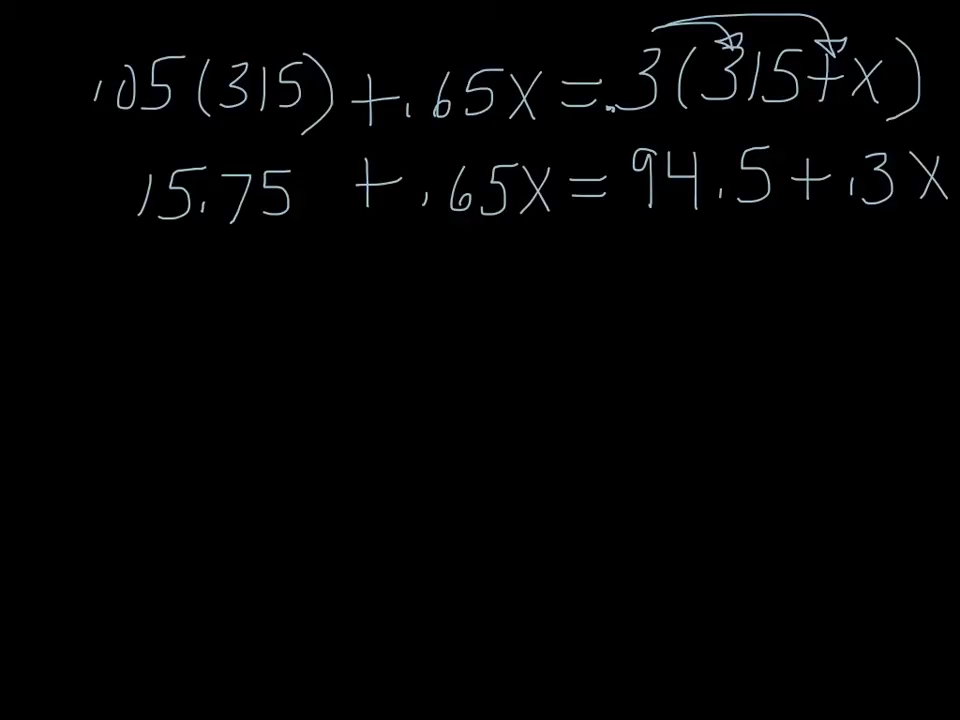 .05(315) + .65x = .3(315+x)
15.75 + .65x = 94.5 + .3x